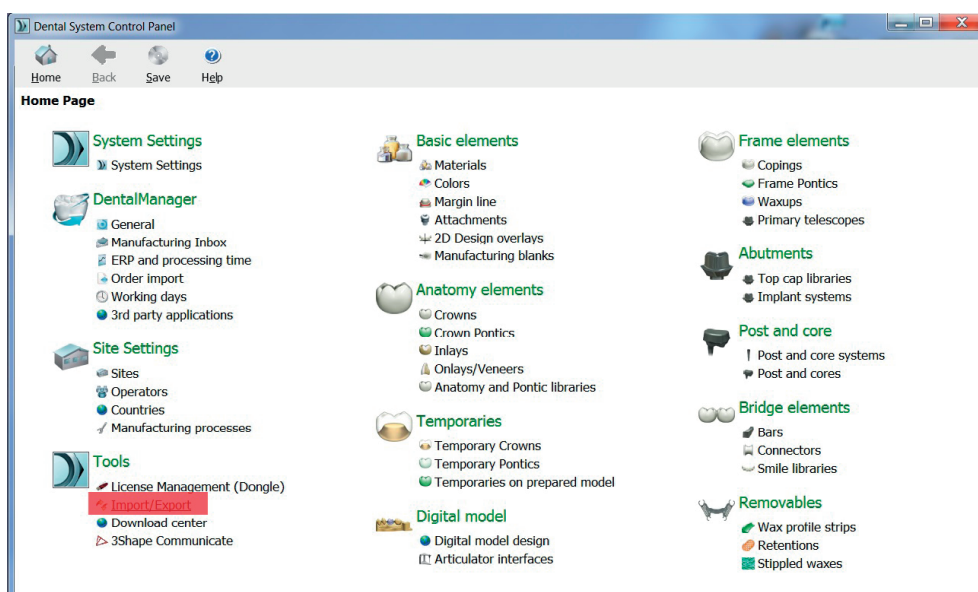 Dental System Control Panel
Home Back Save Help
Home Page
System Settings
System Settings
DentalManager
General
Manufacturing Inbox
ERP and processing time
Order import
Working days
3rd party applications
Site Settings
Sites
Operators
Countries
Manufacturing processes
Tools
License Management (Dongle)
Import/Export
Download center
3Shape Communicate
Basic elements
Materials
Colors
Margin line
Attachments
2D Design overlays
Manufacturing blanks
Anatomy elements
Crowns
Crown Pontics
Inlays
Onlays/Veneers
Anatomy and Pontic libraries
Temporaries
Temporary Crowns
Temporary Pontics
Temporaries on prepared model
Digital model
Digital model design
Articulator interfaces
Frame elements
Copings
Frame Pontics
Waxups
Primary telescopes
Abutments
Top cap libraries
Implant systems
Post and core
Post and core systems
Post and cores
Bridge elements
Bars
Connectors
Smile libraries
Removables
Wax profile strips
Retentions
Stippled waxes